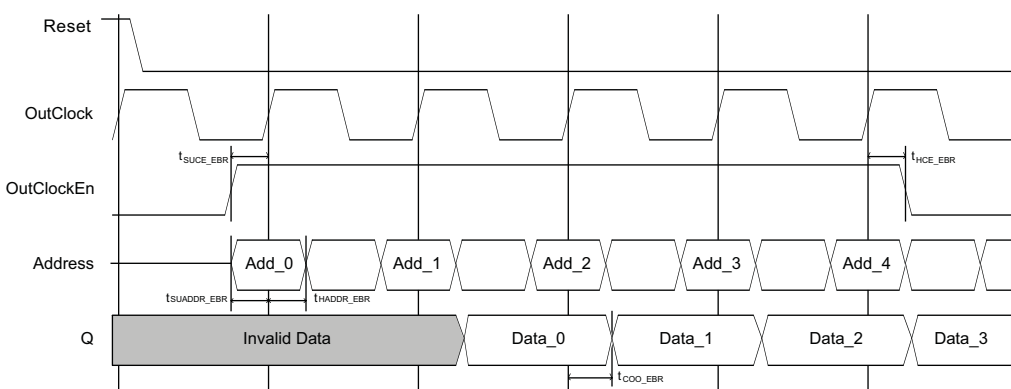 Reset
OutClock
tSUCE_EBR
tHCE_EBR
OutClockEn
Address
Add_0
Add_1
Add_2
Add_3
Add_4
tSUADDR_EBR
tHADDR_EBR
Q
Invalid Data
Data_0
Data_1
Data_2
Data_3
tCOO_EBR